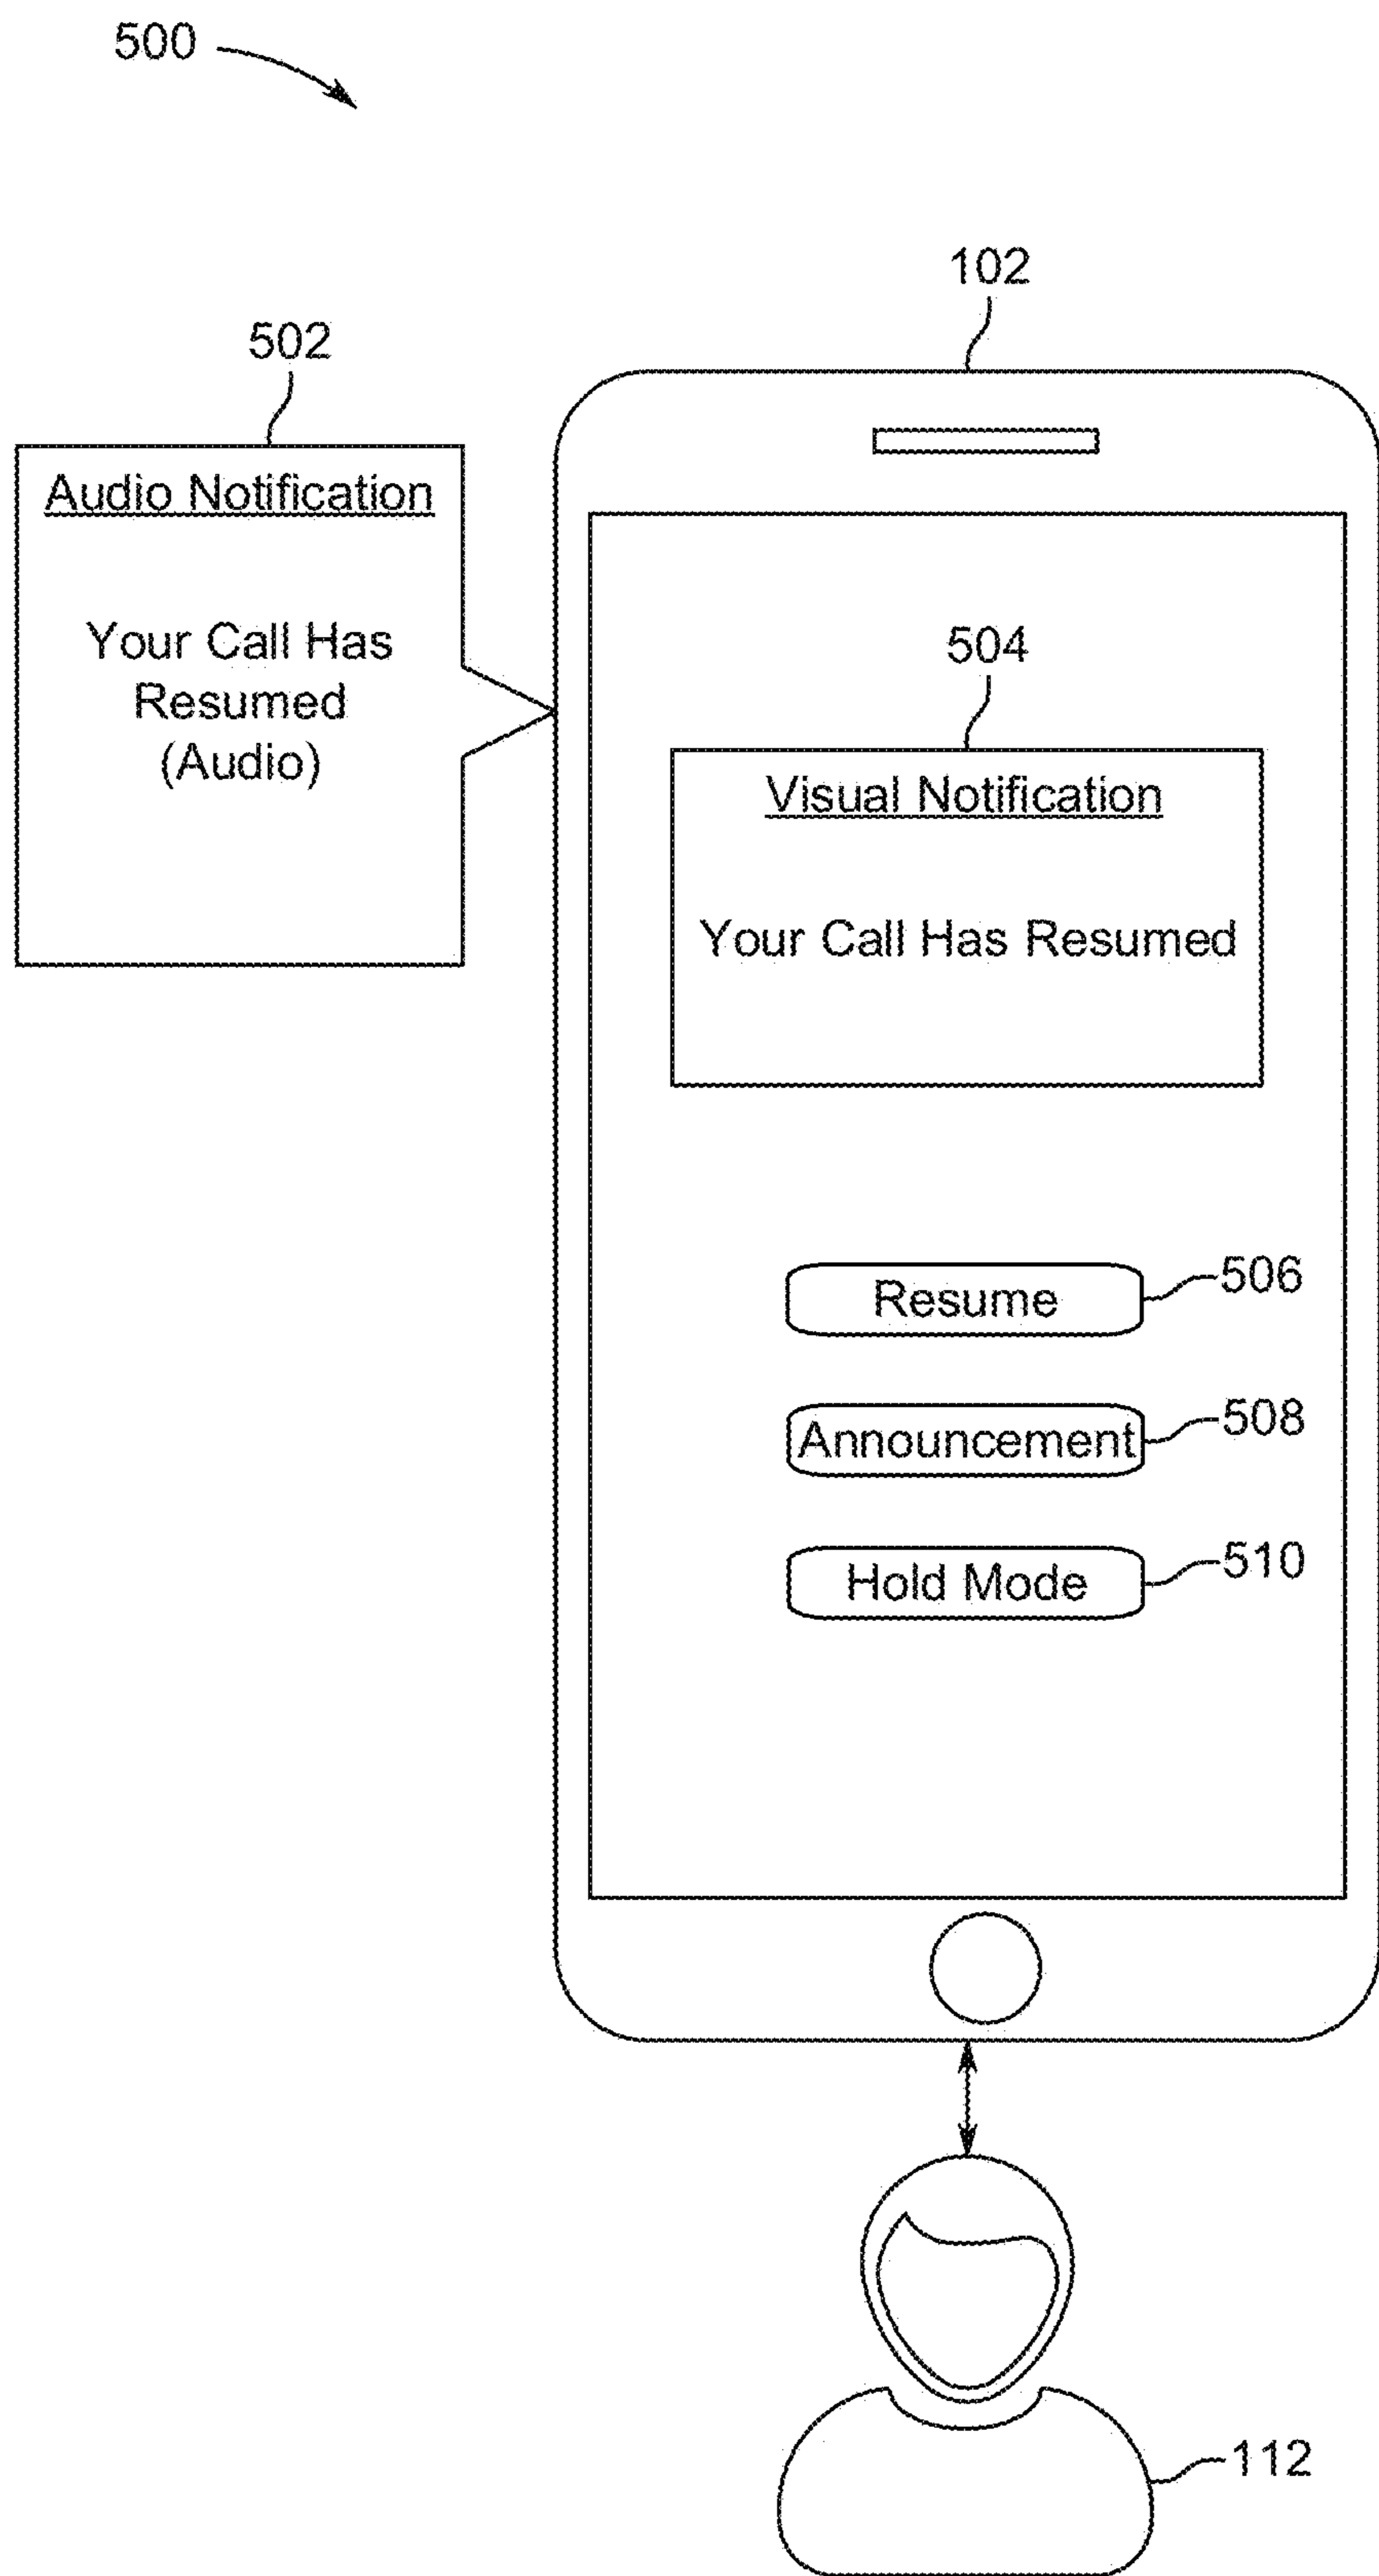 500
102
502
Audio Notification
Your Call Has
Resumed
(Audio)
504
Visual Notification
Your Call Has Resumed
Resume
506
Announcement
508
Hold Mode
510
112